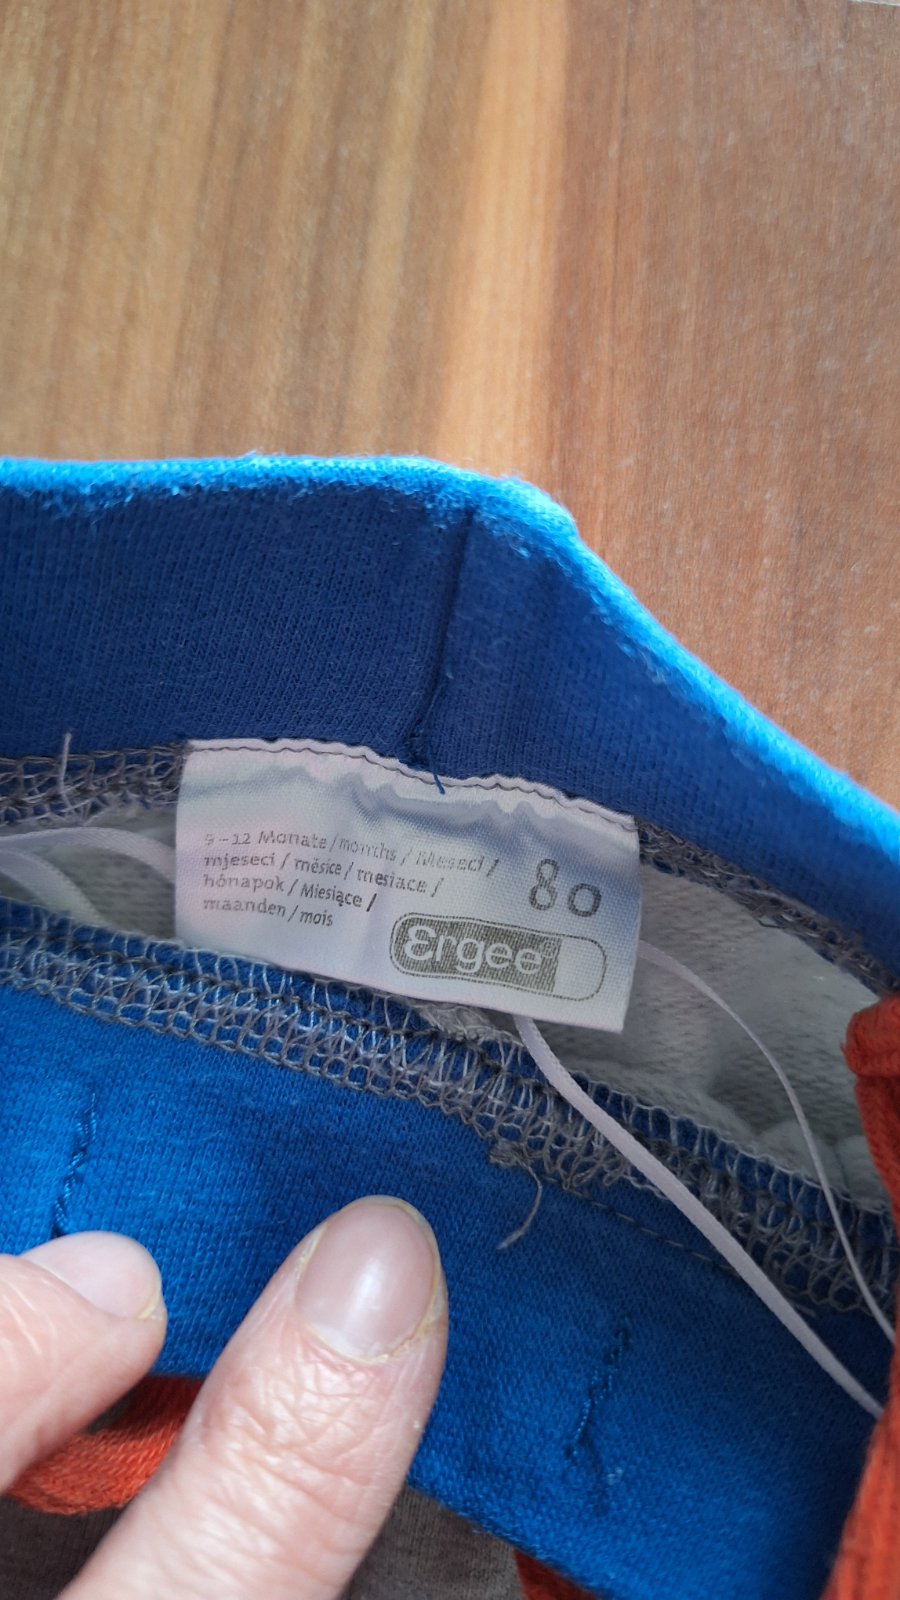 9-12 Monate / months / Meseci /
mjeseci / měsíce / mesiace /
hónapok / Miesiące /
maanden / mois
80
Ergee